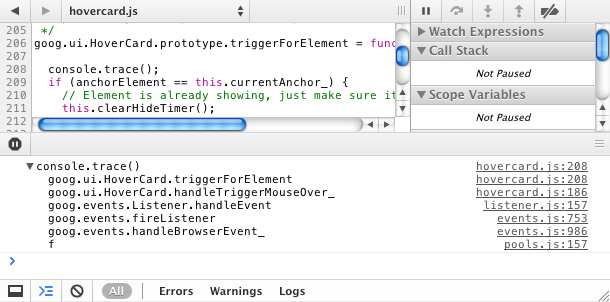 hovercard.js
205 */
206 goog.ui.HoverCard.prototype.triggerForElement = func
207
208 console.trace();
209 if (anchorElement == this.currentAnchor_) {
210 // Element is already showing, just make sure it
211 this.clearHideTimer();
212
Watch Expressions
Call Stack
Not Paused
Scope Variables
Not Paused
console.trace() hovercard.js:208
goog.ui.HoverCard.triggerForElement hovercard.js:208
goog.ui.HoverCard.handleTriggerMouseOver_ hovercard.js:186
goog.events.Listener.handleEvent listener.js:157
goog.events.fireListener events.js:753
goog.events.handleBrowserEvent_ events.js:986
f pools.js:157
>
All Errors Warnings Logs